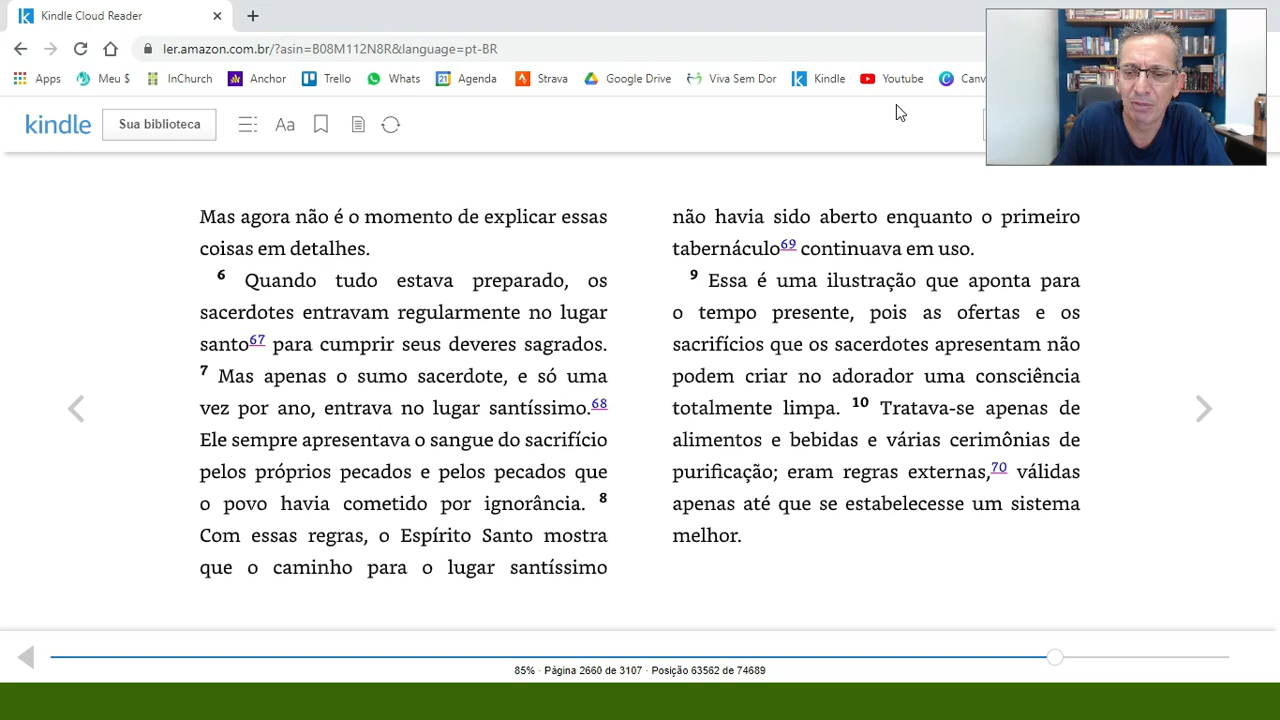 Kindle Cloud Reader
ler.amazon.com.br/?asin=B08M112N8R&language=pt-BR
Apps Meu $ InChurch Anchor Trello Whats 21 Agenda Strava Google Drive Viva Sem Dor Kindle Youtube Canv
kindle Sua biblioteca Aa
Mas agora não é o momento de explicar essas
coisas em detalhes.
6 Quando tudo estava preparado, os
sacerdotes entravam regularmente no lugar
santo67 para cumprir seus deveres sagrados.
7 Mas apenas o sumo sacerdote, e só uma
vez por ano, entrava no lugar santíssimo.68
Ele sempre apresentava o sangue do sacrifício
pelos próprios pecados e pelos pecados que
o povo havia cometido por ignorância. 8
Com essas regras, o Espírito Santo mostra
que o caminho para o lugar santíssimo
não havia sido aberto enquanto o primeiro
tabernáculo69 continuava em uso.
9 Essa é uma ilustração que aponta para
o tempo presente, pois as ofertas e os
sacrifícios que os sacerdotes apresentam não
podem criar no adorador uma consciência
totalmente limpa. 10 Tratava-se apenas de
alimentos e bebidas e várias cerimônias de
purificação; eram regras externas,70 válidas
apenas até que se estabelecesse um sistema
melhor.
85% · Página 2660 de 3107 · Posição 63562 de 74689